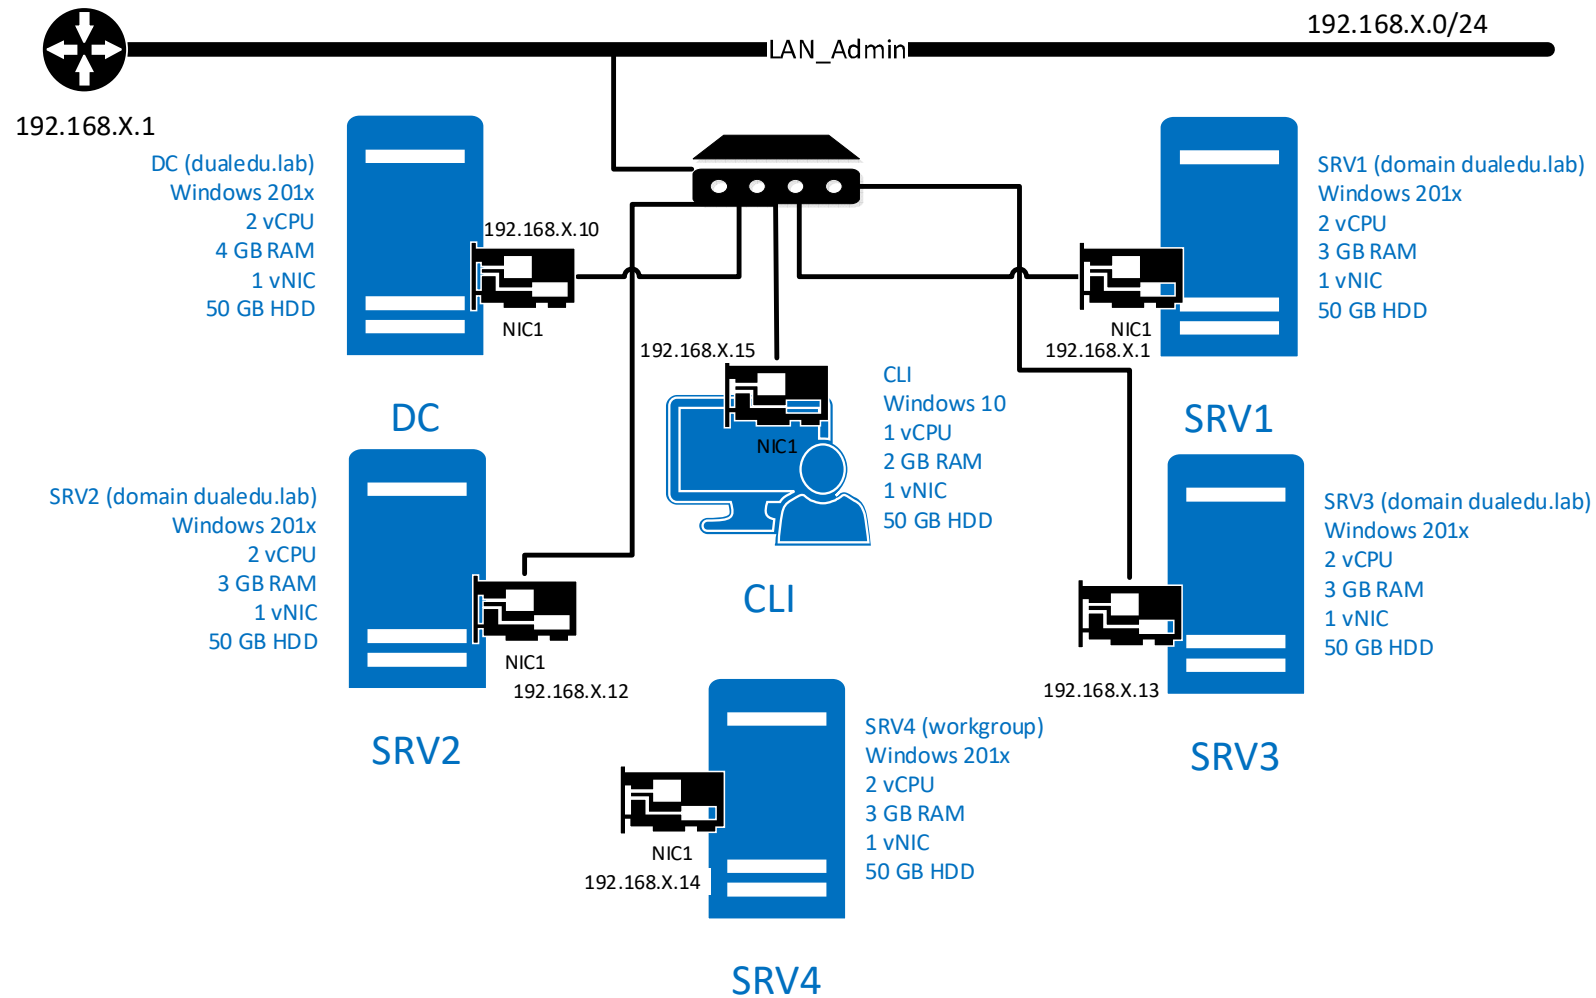 192.168.X.0/24
LAN_Admin
192.168.X.1
DC (dualedu.lab)
Windows 201x
2 vCPU
4 GB RAM
1 vNIC
50 GB HDD
192.168.X.10
NIC1
DC
SRV1 (domain dualedu.lab)
Windows 201x
2 vCPU
3 GB RAM
1 vNIC
50 GB HDD
NIC1
192.168.X.1
SRV1
192.168.X.15
NIC1
CLI
Windows 10
1 vCPU
2 GB RAM
1 vNIC
50 GB HDD
CLI
SRV2 (domain dualedu.lab)
Windows 201x
2 vCPU
3 GB RAM
1 vNIC
50 GB HDD
NIC1
192.168.X.12
SRV2
SRV3 (domain dualedu.lab)
Windows 201x
2 vCPU
3 GB RAM
1 vNIC
50 GB HDD
192.168.X.13
SRV3
SRV4 (workgroup)
Windows 201x
2 vCPU
3 GB RAM
1 vNIC
50 GB HDD
NIC1
192.168.X.14
SRV4